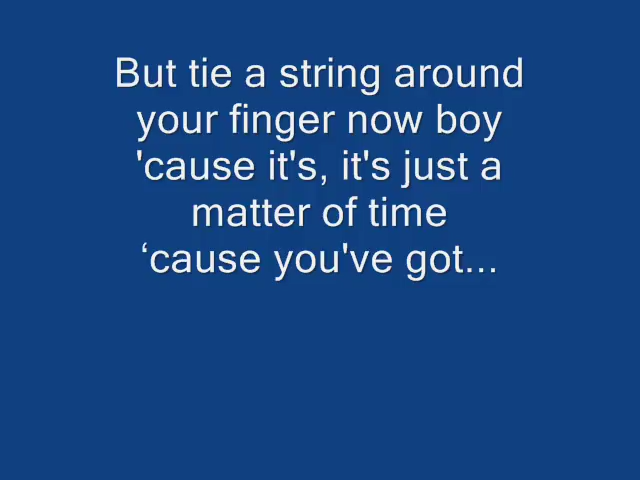 But tie a string around
your finger now boy
'cause it's, it's just a
matter of time
‘cause you've got...